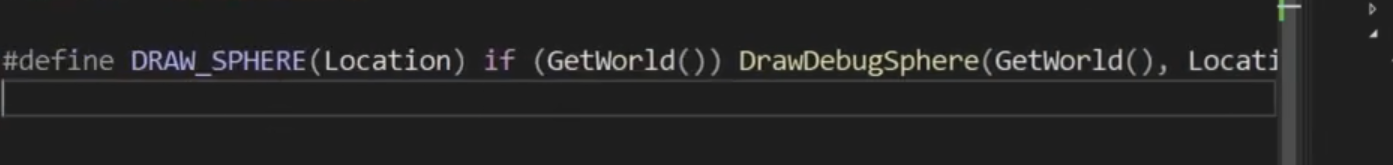 #define DRAW_SPHERE(Location) if (GetWorld()) DrawDebugSphere(GetWorld(), Locati